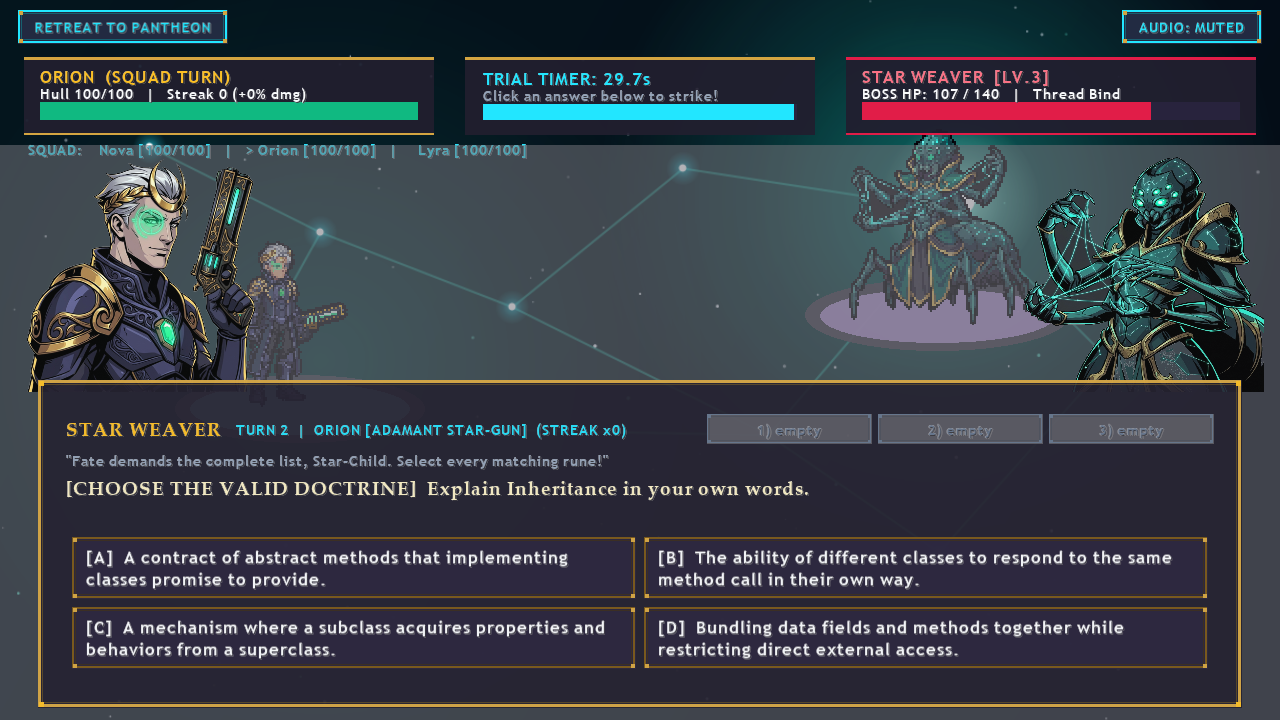 RETREAT TO PANTHEON
AUDIO: MUTED
ORION (SQUAD TURN)
Hull 100/100 | Streak 0 (+0% dmg)
TRIAL TIMER: 29.7s
Click an answer below to strike!
STAR WEAVER [LV.3]
BOSS HP: 107 / 140 | Thread Bind
SQUAD: Nova [100/100] | > Orion [100/100] | Lyra [100/100]
STAR WEAVER TURN 2 | ORION [ADAMANT STAR-GUN] (STREAK x0)
1) empty 2) empty 3) empty
"Fate demands the complete list, Star-Child. Select every matching rune!"
[CHOOSE THE VALID DOCTRINE] Explain Inheritance in your own words.
[A] A contract of abstract methods that implementing
classes promise to provide.
[B] The ability of different classes to respond to the same
method call in their own way.
[C] A mechanism where a subclass acquires properties and
behaviors from a superclass.
[D] Bundling data fields and methods together while
restricting direct external access.